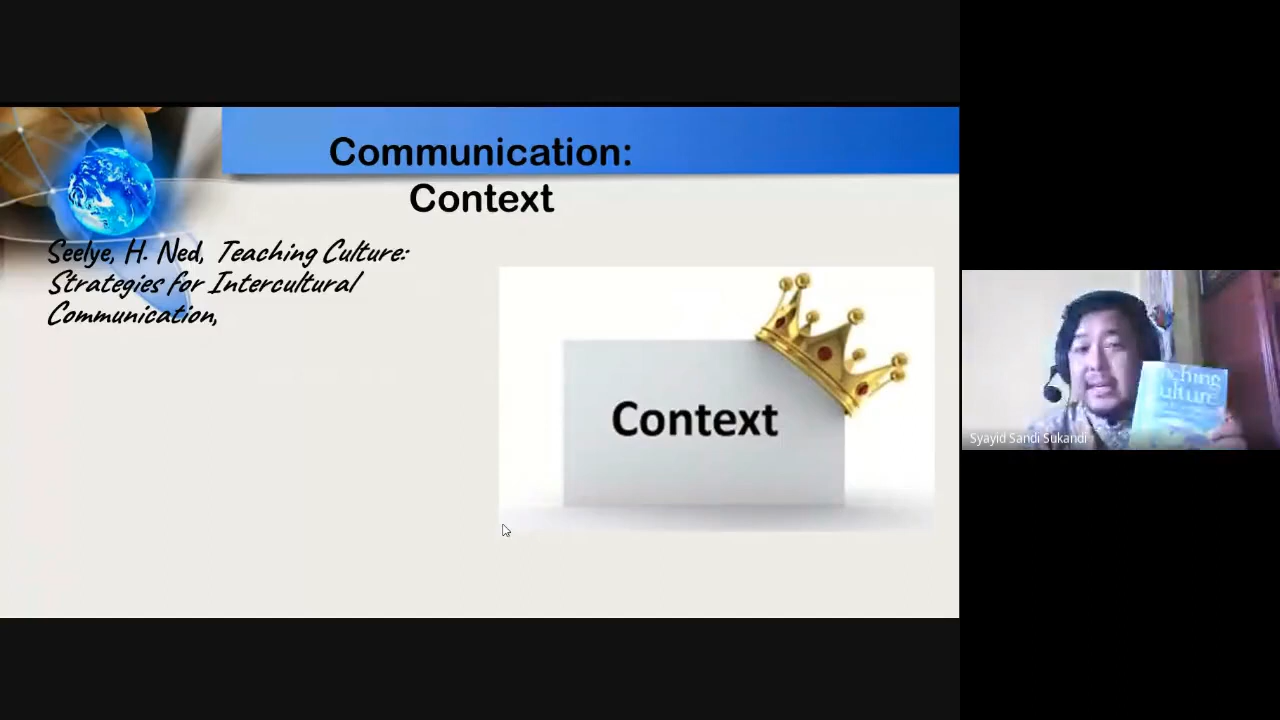 Communication:
Context
Seelye, H. Ned, Teaching Culture:
Strategies for Intercultural
Communication,
Context
Syayid Sandi Sukandi